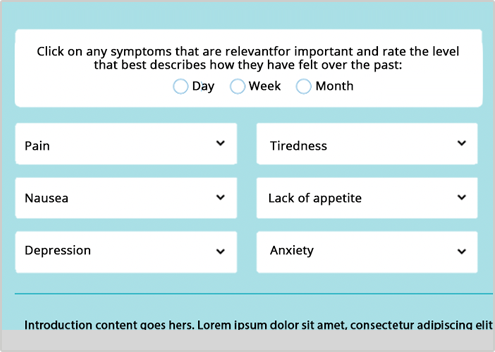 Click on any symptoms that are relevantfor important and rate the level
that best describes how they have felt over the past:
Day Week Month
Pain Tiredness
Nausea Lack of appetite
Depression Anxiety
Introduction content goes hers. Lorem ipsum dolor sit amet, consectetur adipiscing elit